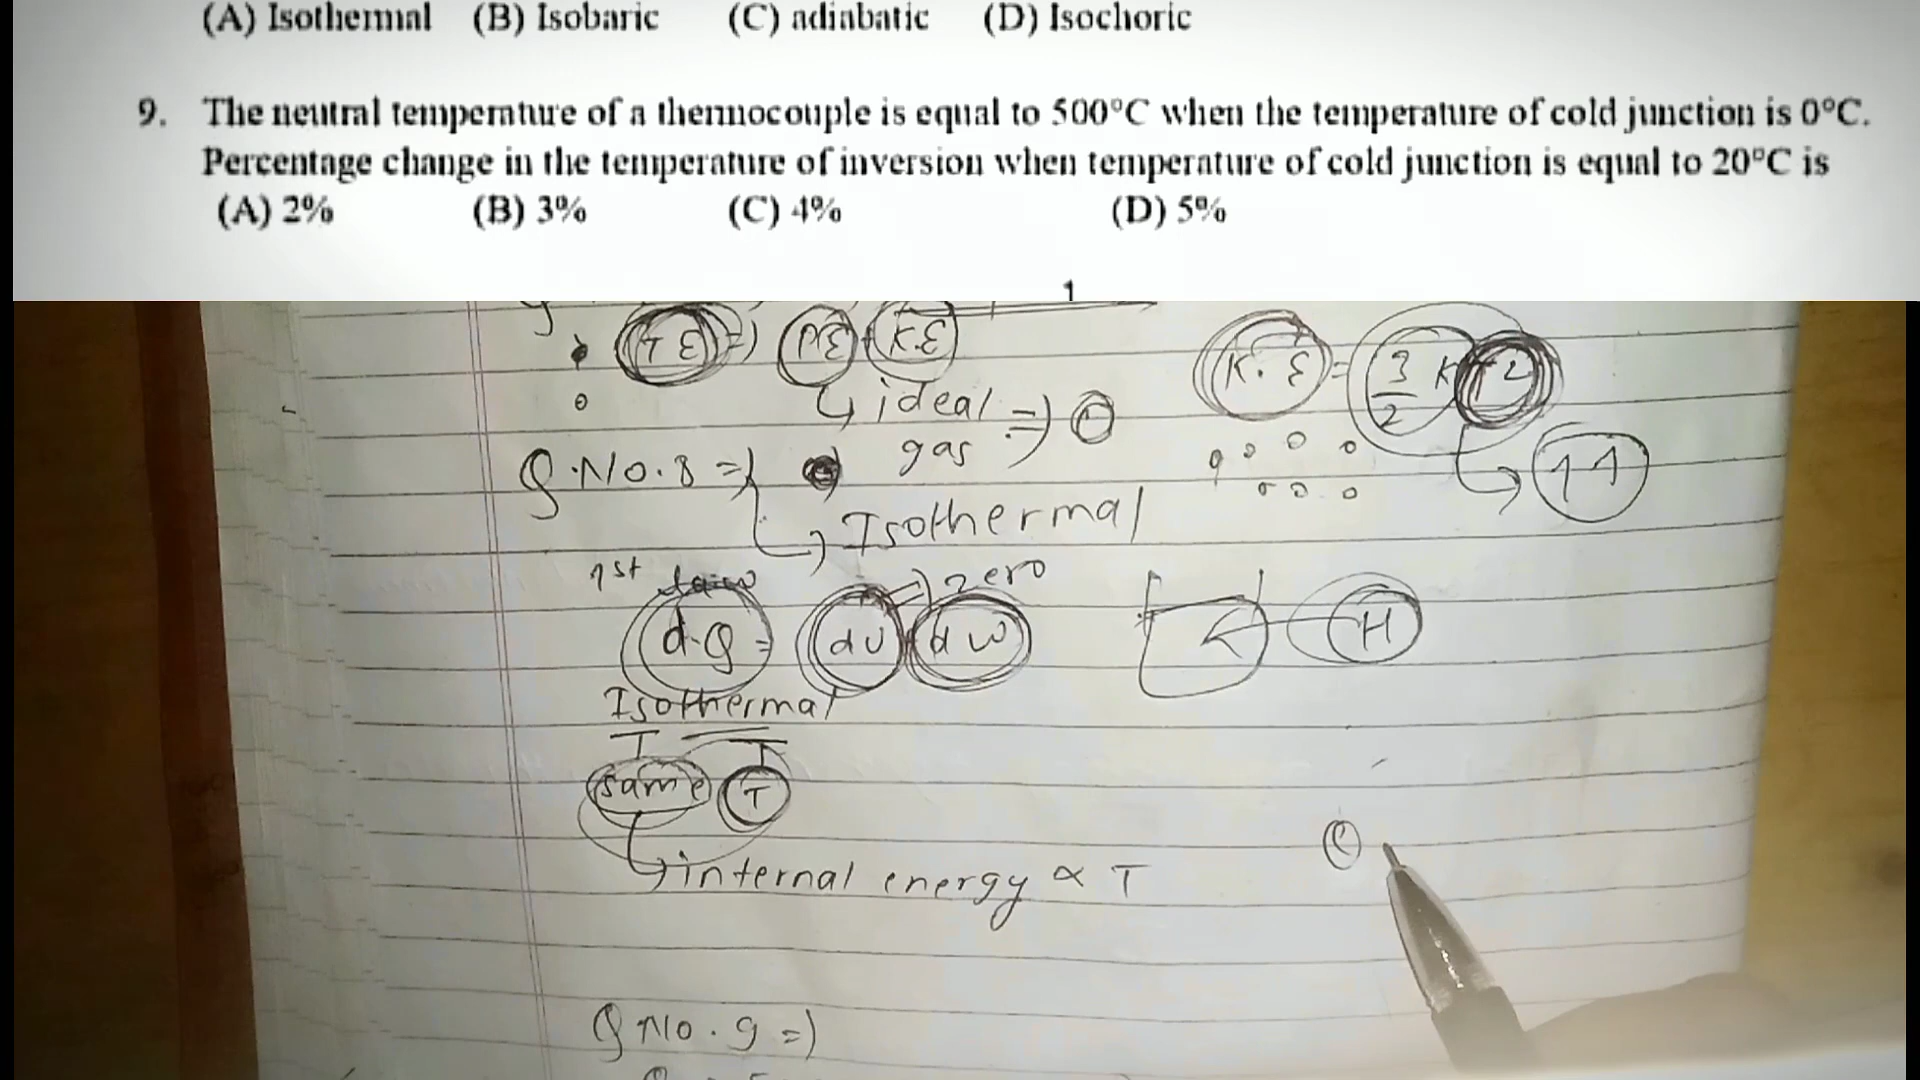 (A) Isothermal (B) Isobaric (C) adiabatic (D) Isochoric
9. The neutral temperature of a thermocouple is equal to 500°C when the temperature of cold junction is 0°C.
Percentage change in the temperature of inversion when temperature of cold junction is equal to 20°C is
(A) 2% (B) 3% (C) 4% (D) 5%
1
T E =) PE + K.E
K. E = 3/2 K
ideal
gas =) 0
Q.No.8 =)
Isothermal
1st law
zero
d.Q = dU dW
H
Isothermal
same T
internal energy ∝ T
Q No. 9 =)